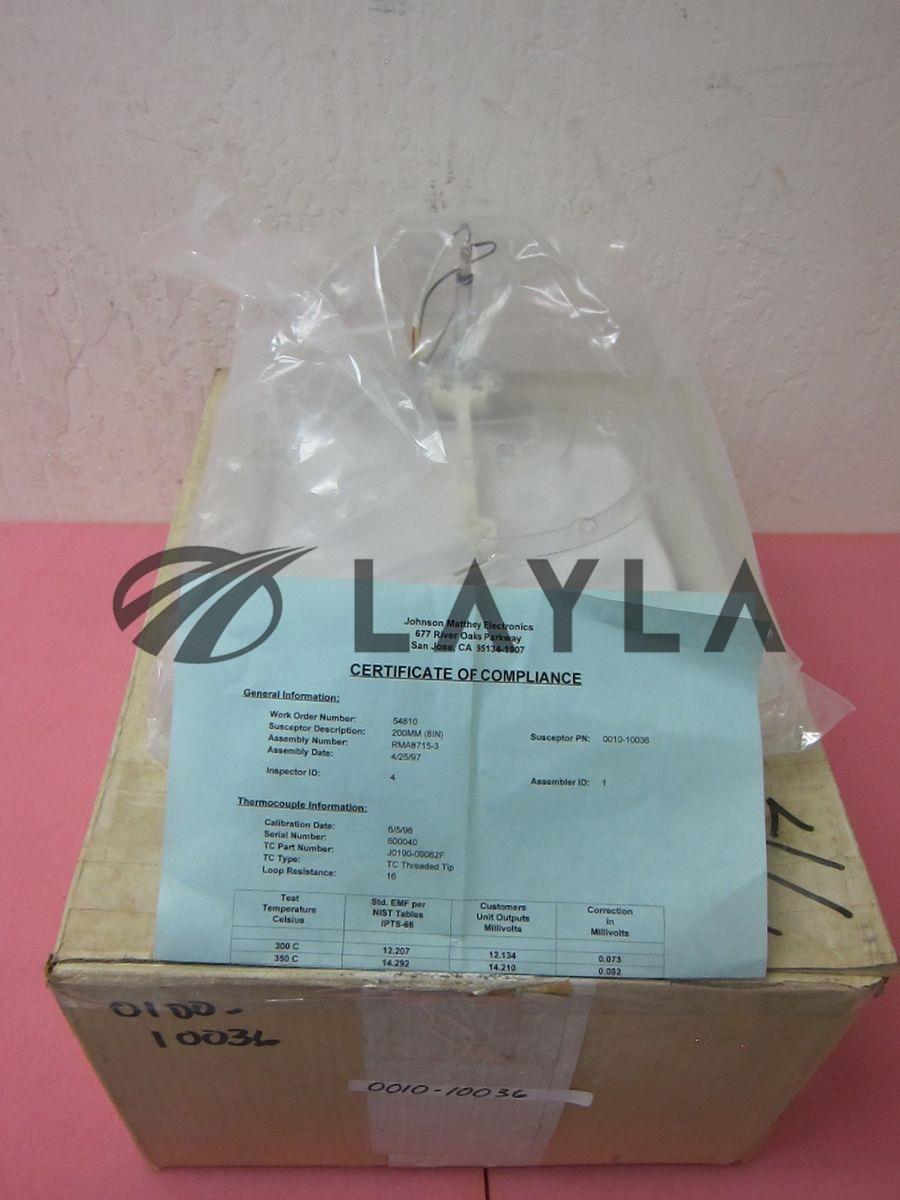 LAYLA
Johnson Matthey Electronics
677 River Oaks Parkway
San Jose, CA 95134-1907
CERTIFICATE OF COMPLIANCE
General Information:
Work Order Number: 54810
Susceptor Description: 200MM (8IN) Susceptor PN: 0010-10036
Assembly Number: RMA8715-3
Assembly Date: 4/25/97
Inspector ID: 4 Assembler ID: 1
Thermocouple Information:
Calibration Date: 6/5/96
Serial Number: 600040
TC Part Number: J0190-09062F
TC Type: TC Threaded Tip
Loop Resistance: 16
Test Temperature Celsius Std. EMF per NIST Tables IPTS-68 Customers Unit Outputs Millivolts Correction in Millivolts
300 C 12.207 12.134 0.073
350 C 14.292 14.210 0.082
0100-
10036
0010-10036